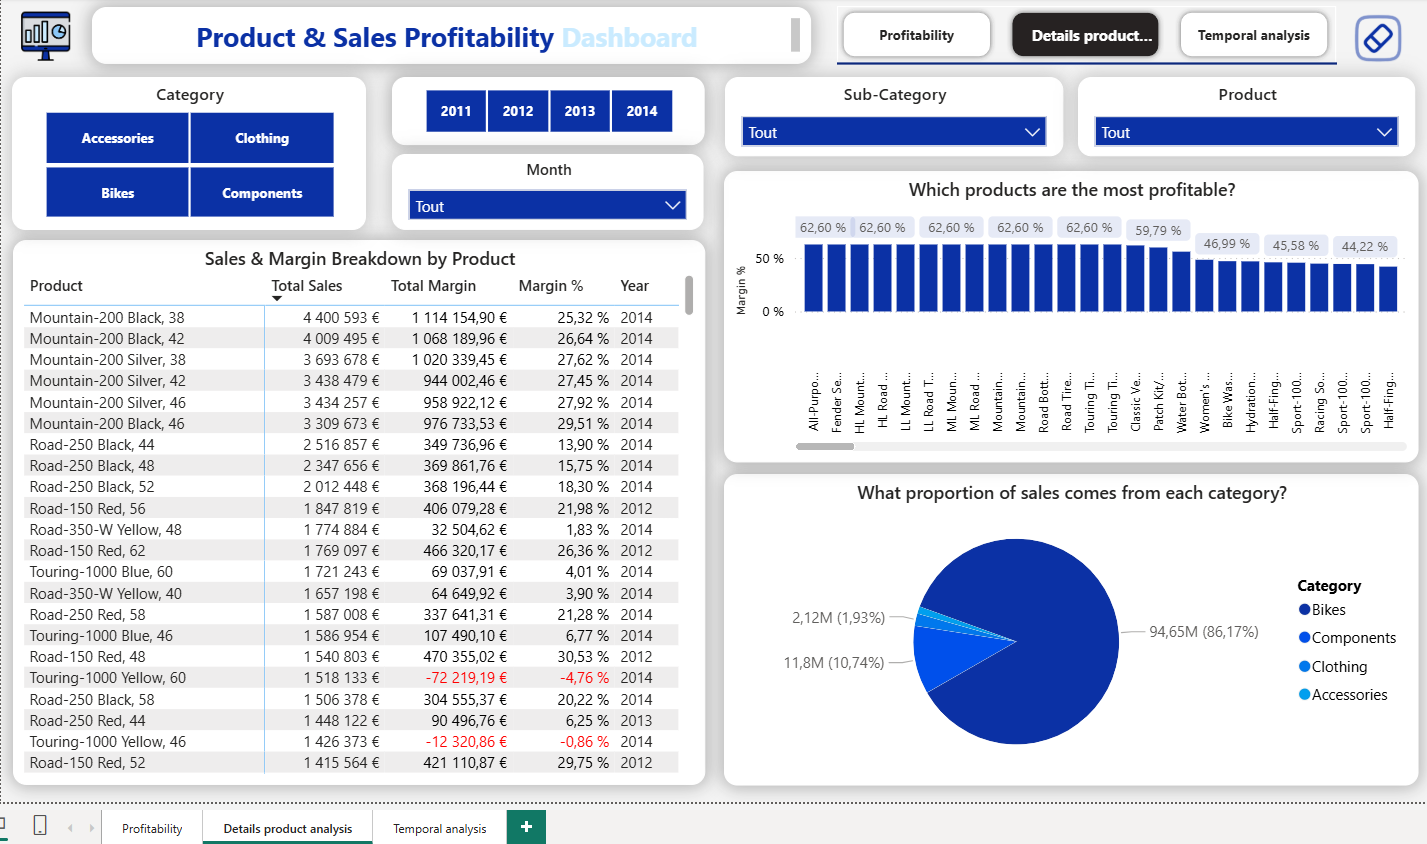 Product & Sales Profitability Dashboard
Profitability
Details product...
Temporal analysis
Category
Accessories
Clothing
Bikes
Components
2011
2012
2013
2014
Month
Tout
Sub-Category
Tout
Product
Tout
Sales & Margin Breakdown by Product
Product Total Sales Total Margin Margin % Year
Mountain-200 Black, 38 4 400 593 € 1 114 154,90 € 25,32 % 2014
Mountain-200 Black, 42 4 009 495 € 1 068 189,96 € 26,64 % 2014
Mountain-200 Silver, 38 3 693 678 € 1 020 339,45 € 27,62 % 2014
Mountain-200 Silver, 42 3 438 479 € 944 002,46 € 27,45 % 2014
Mountain-200 Silver, 46 3 434 257 € 958 922,12 € 27,92 % 2014
Mountain-200 Black, 46 3 309 673 € 976 733,53 € 29,51 % 2014
Road-250 Black, 44 2 516 857 € 349 736,96 € 13,90 % 2014
Road-250 Black, 48 2 347 656 € 369 861,76 € 15,75 % 2014
Road-250 Black, 52 2 012 448 € 368 196,44 € 18,30 % 2014
Road-150 Red, 56 1 847 819 € 406 079,28 € 21,98 % 2012
Road-350-W Yellow, 48 1 774 884 € 32 504,62 € 1,83 % 2014
Road-150 Red, 62 1 769 097 € 466 320,17 € 26,36 % 2012
Touring-1000 Blue, 60 1 721 243 € 69 037,91 € 4,01 % 2014
Road-350-W Yellow, 40 1 657 198 € 64 649,92 € 3,90 % 2014
Road-250 Red, 58 1 587 008 € 337 641,31 € 21,28 % 2014
Touring-1000 Blue, 46 1 586 954 € 107 490,10 € 6,77 % 2014
Road-150 Red, 48 1 540 803 € 470 355,02 € 30,53 % 2012
Touring-1000 Yellow, 60 1 518 133 € -72 219,19 € -4,76 % 2014
Road-250 Black, 58 1 506 378 € 304 555,37 € 20,22 % 2014
Road-250 Red, 44 1 448 122 € 90 496,76 € 6,25 % 2013
Touring-1000 Yellow, 46 1 426 373 € -12 320,86 € -0,86 % 2014
Road-150 Red, 52 1 415 564 € 421 110,87 € 29,75 % 2012
Which products are the most profitable?
62,60 % 62,60 % 62,60 % 62,60 % 62,60 % 59,79 % 46,99 % 45,58 % 44,22 %
Margin %
50 %
0 %
All-Purpo...
Fender Se...
HL Mount...
HL Road ...
LL Mount...
LL Road T...
ML Moun...
ML Road ...
Mountain...
Mountain...
Road Bott...
Road Tire...
Touring Ti...
Touring Ti...
Classic Ve...
Patch Kit/...
Water Bot...
Women's ...
Bike Was...
Hydration...
Half-Fing...
Sport-100...
Racing So...
Sport-100...
Sport-100...
Half-Fing...
What proportion of sales comes from each category?
2,12M (1,93%)
11,8M (10,74%)
94,65M (86,17%)
Category
Bikes
Components
Clothing
Accessories
Profitability
Details product analysis
Temporal analysis
+